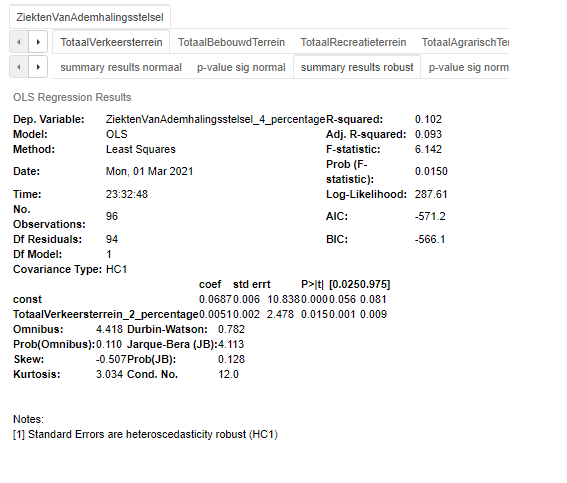 ZiektenVanAdemhalingsstelsel
TotaalVerkeersterrein TotaalBebouwdTerrein TotaalRecreatieterrein TotaalAgrarischTer
summary results normaal p-value sig normal summary results robust p-value sig norm
OLS Regression Results
Dep. Variable: ZiektenVanAdemhalingsstelsel_4_percentage R-squared: 0.102
Model: OLS Adj. R-squared: 0.093
Method: Least Squares F-statistic: 6.142
Date: Mon, 01 Mar 2021 Prob (F-statistic): 0.0150
Time: 23:32:48 Log-Likelihood: 287.61
No. Observations: 96 AIC: -571.2
Df Residuals: 94 BIC: -566.1
Df Model: 1
Covariance Type: HC1
coef std err t P>|t| [0.025 0.975]
const 0.0687 0.006 10.838 0.000 0.056 0.081
TotaalVerkeersterrein_2_percentage 0.0051 0.002 2.478 0.015 0.001 0.009
Omnibus: 4.418 Durbin-Watson: 0.782
Prob(Omnibus): 0.110 Jarque-Bera (JB): 4.113
Skew: -0.507 Prob(JB): 0.128
Kurtosis: 3.034 Cond. No. 12.0
Notes:
[1] Standard Errors are heteroscedasticity robust (HC1)